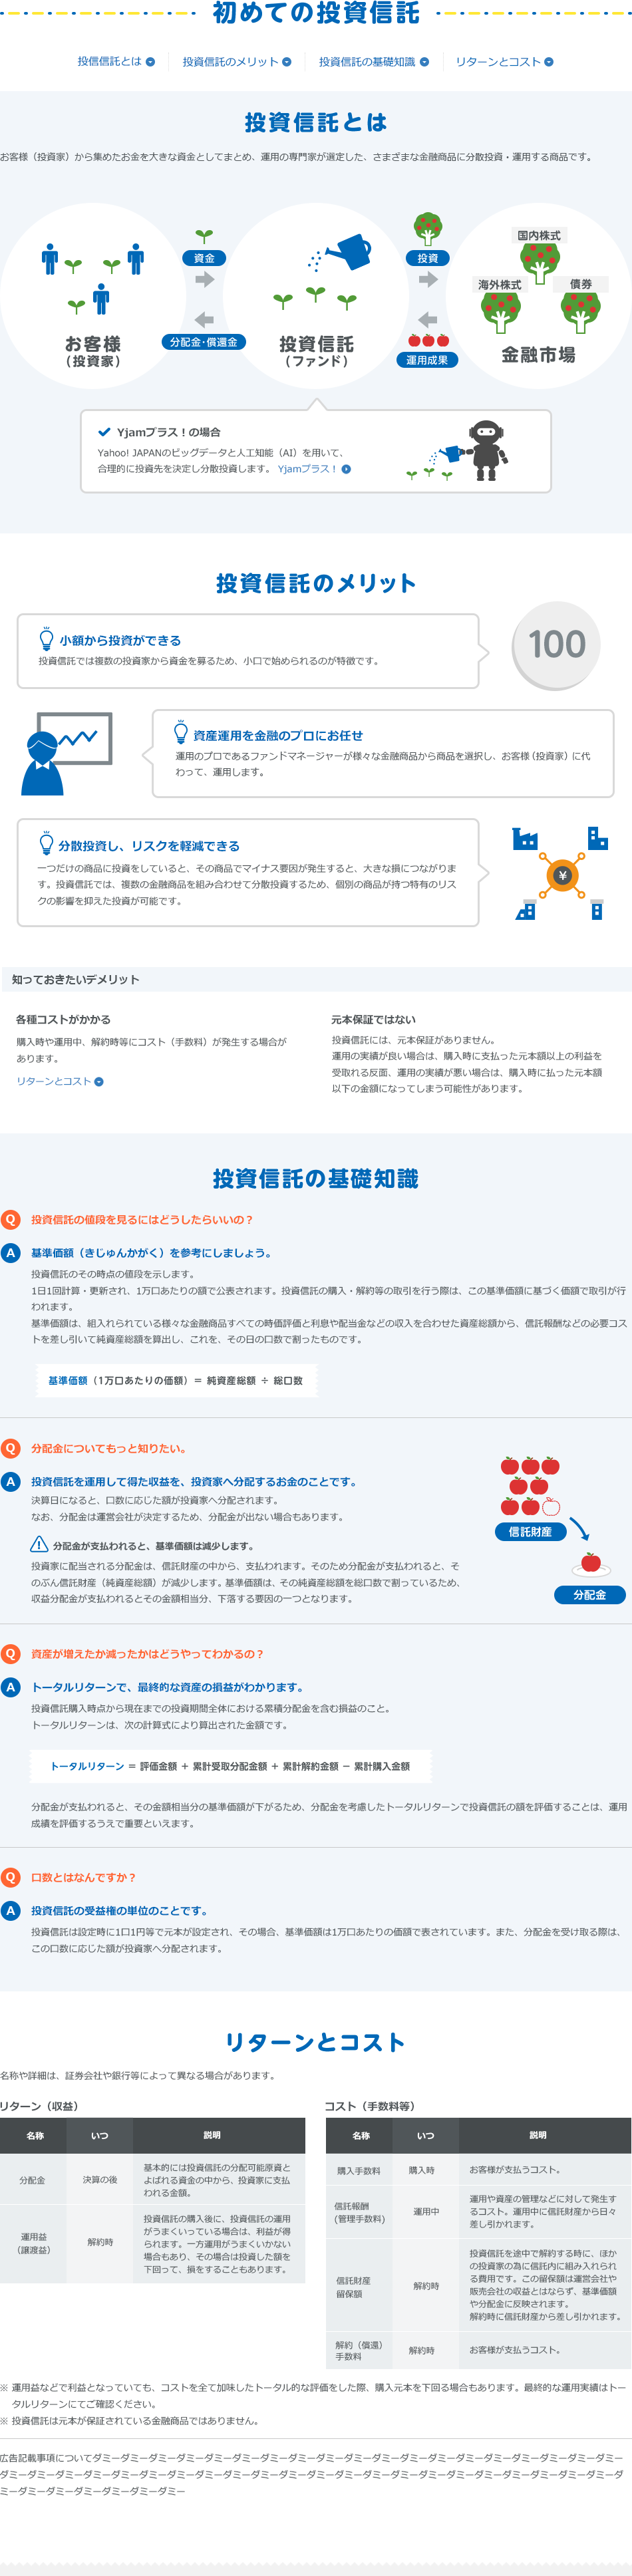 初めての投資信託
投信信託とは
投資信託のメリット
投資信託の基礎知識
リターンとコスト
投資信託とは
お客様（投資家）から集めたお金を大きな資金としてまとめ、運用の専門家が選定した、さまざまな金融商品に分散投資・運用する商品です。
資金
投資
国内株式
海外株式
債券
分配金・償還金
運用成果
お客様
（投資家）
投資信託
（ファンド）
金融市場
Yjamプラス！の場合
Yahoo! JAPANのビッグデータと人工知能（AI）を用いて、
合理的に投資先を決定し分散投資します。 Yjamプラス！
投資信託のメリット
小額から投資ができる
投資信託では複数の投資家から資金を募るため、小口で始められるのが特徴です。
100
資産運用を金融のプロにお任せ
運用のプロであるファンドマネージャーが様々な金融商品から商品を選択し、お客様（投資家）に代
わって、運用します。
分散投資し、リスクを軽減できる
一つだけの商品に投資をしていると、その商品でマイナス要因が発生すると、大きな損につながりま
す。投資信託では、複数の金融商品を組み合わせて分散投資するため、個別の商品が持つ特有のリス
クの影響を抑えた投資が可能です。
¥
知っておきたいデメリット
各種コストがかかる
購入時や運用中、解約時等にコスト（手数料）が発生する場合が
あります。
リターンとコスト
元本保証ではない
投資信託には、元本保証がありません。
運用の実績が良い場合は、購入時に支払った元本額以上の利益を
受取れる反面、運用の実績が悪い場合は、購入時に払った元本額
以下の金額になってしまう可能性があります。
投資信託の基礎知識
Q 投資信託の値段を見るにはどうしたらいいの？
A 基準価額（きじゅんかがく）を参考にしましょう。
投資信託のその時点の値段を示します。
1日1回計算・更新され、1万口あたりの額で公表されます。投資信託の購入・解約等の取引を行う際は、この基準価額に基づく価額で取引が行
われます。
基準価額は、組入れられている様々な金融商品すべての時価評価と利息や配当金などの収入を合わせた資産総額から、信託報酬などの必要コス
トを差し引いて純資産総額を算出し、これを、その日の口数で割ったものです。
基準価額（1万口あたりの価額）＝ 純資産総額 ÷ 総口数
Q 分配金についてもっと知りたい。
A 投資信託を運用して得た収益を、投資家へ分配するお金のことです。
決算日になると、口数に応じた額が投資家へ分配されます。
なお、分配金は運営会社が決定するため、分配金が出ない場合もあります。
分配金が支払われると、基準価額は減少します。
投資家に配当される分配金は、信託財産の中から、支払われます。そのため分配金が支払われると、そ
のぶん信託財産（純資産総額）が減少します。基準価額は、その純資産総額を総口数で割っているため、
収益分配金が支払われるとその金額相当分、下落する要因の一つとなります。
信託財産
分配金
Q 資産が増えたか減ったかはどうやってわかるの？
A トータルリターンで、最終的な資産の損益がわかります。
投資信託購入時点から現在までの投資期間全体における累積分配金を含む損益のこと。
トータルリターンは、次の計算式により算出された金額です。
トータルリターン ＝ 評価金額 ＋ 累計受取分配金額 ＋ 累計解約金額 － 累計購入金額
分配金が支払われると、その金額相当分の基準価額が下がるため、分配金を考慮したトータルリターンで投資信託の額を評価することは、運用
成績を評価するうえで重要といえます。
Q 口数とはなんですか？
A 投資信託の受益権の単位のことです。
投資信託は設定時に1口1円等で元本が設定され、その場合、基準価額は1万口あたりの価額で表されています。また、分配金を受け取る際は、
この口数に応じた額が投資家へ分配されます。
リターンとコスト
名称や詳細は、証券会社や銀行等によって異なる場合があります。
リターン（収益）
名称 いつ 説明
分配金
決算の後
基本的には投資信託の分配可能原資と
よばれる資金の中から、投資家に支払
われる金額。
運用益
（譲渡益）
解約時
投資信託の購入後に、投資信託の運用
がうまくいっている場合は、利益が得
られます。一方運用がうまくいかない
場合もあり、その場合は投資した額を
下回って、損をすることもあります。
コスト（手数料等）
名称 いつ 説明
購入手数料
購入時
お客様が支払うコスト。
信託報酬
(管理手数料)
運用中
運用や資産の管理などに対して発生す
るコスト。運用中に信託財産から日々
差し引かれます。
信託財産
留保額
解約時
投資信託を途中で解約する時に、ほか
の投資家の為に信託内に組み入れられ
る費用です。この留保額は運営会社や
販売会社の収益とはならず、基準価額
や分配金に反映されます。
解約時に信託財産から差し引かれます。
解約（償還）
手数料
解約時
お客様が支払うコスト。
※ 運用益などで利益となっていても、コストを全て加味したトータル的な評価をした際、購入元本を下回る場合もあります。最終的な運用実績はトー
タルリターンにてご確認ください。
※ 投資信託は元本が保証されている金融商品ではありません。
広告記載事項についてダミーダミーダミーダミーダミーダミーダミーダミーダミーダミーダミーダミーダミーダミーダミーダミーダミーダミーダミー
ダミーダミーダミーダミーダミーダミーダミーダミーダミーダミーダミーダミーダミーダミーダミーダミーダミーダミーダミーダミーダミーダミーダ
ミーダミーダミーダミーダミーダミーダミー